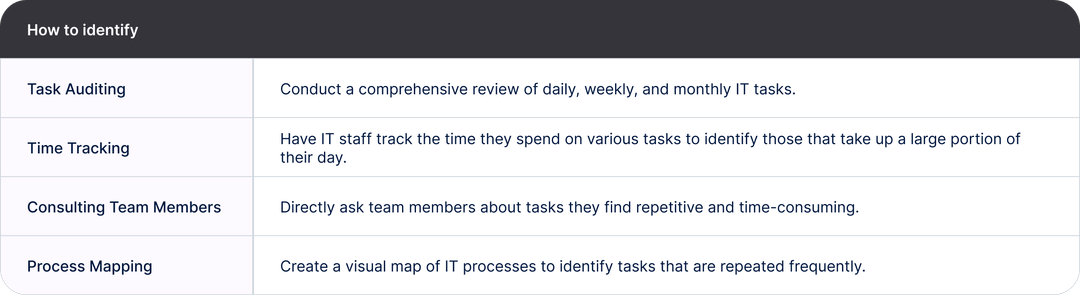 How to identify
Task Auditing
Conduct a comprehensive review of daily, weekly, and monthly IT tasks.
Time Tracking
Have IT staff track the time they spend on various tasks to identify those that take up a large portion of
their day.
Consulting Team Members
Directly ask team members about tasks they find repetitive and time-consuming.
Process Mapping
Create a visual map of IT processes to identify tasks that are repeated frequently.